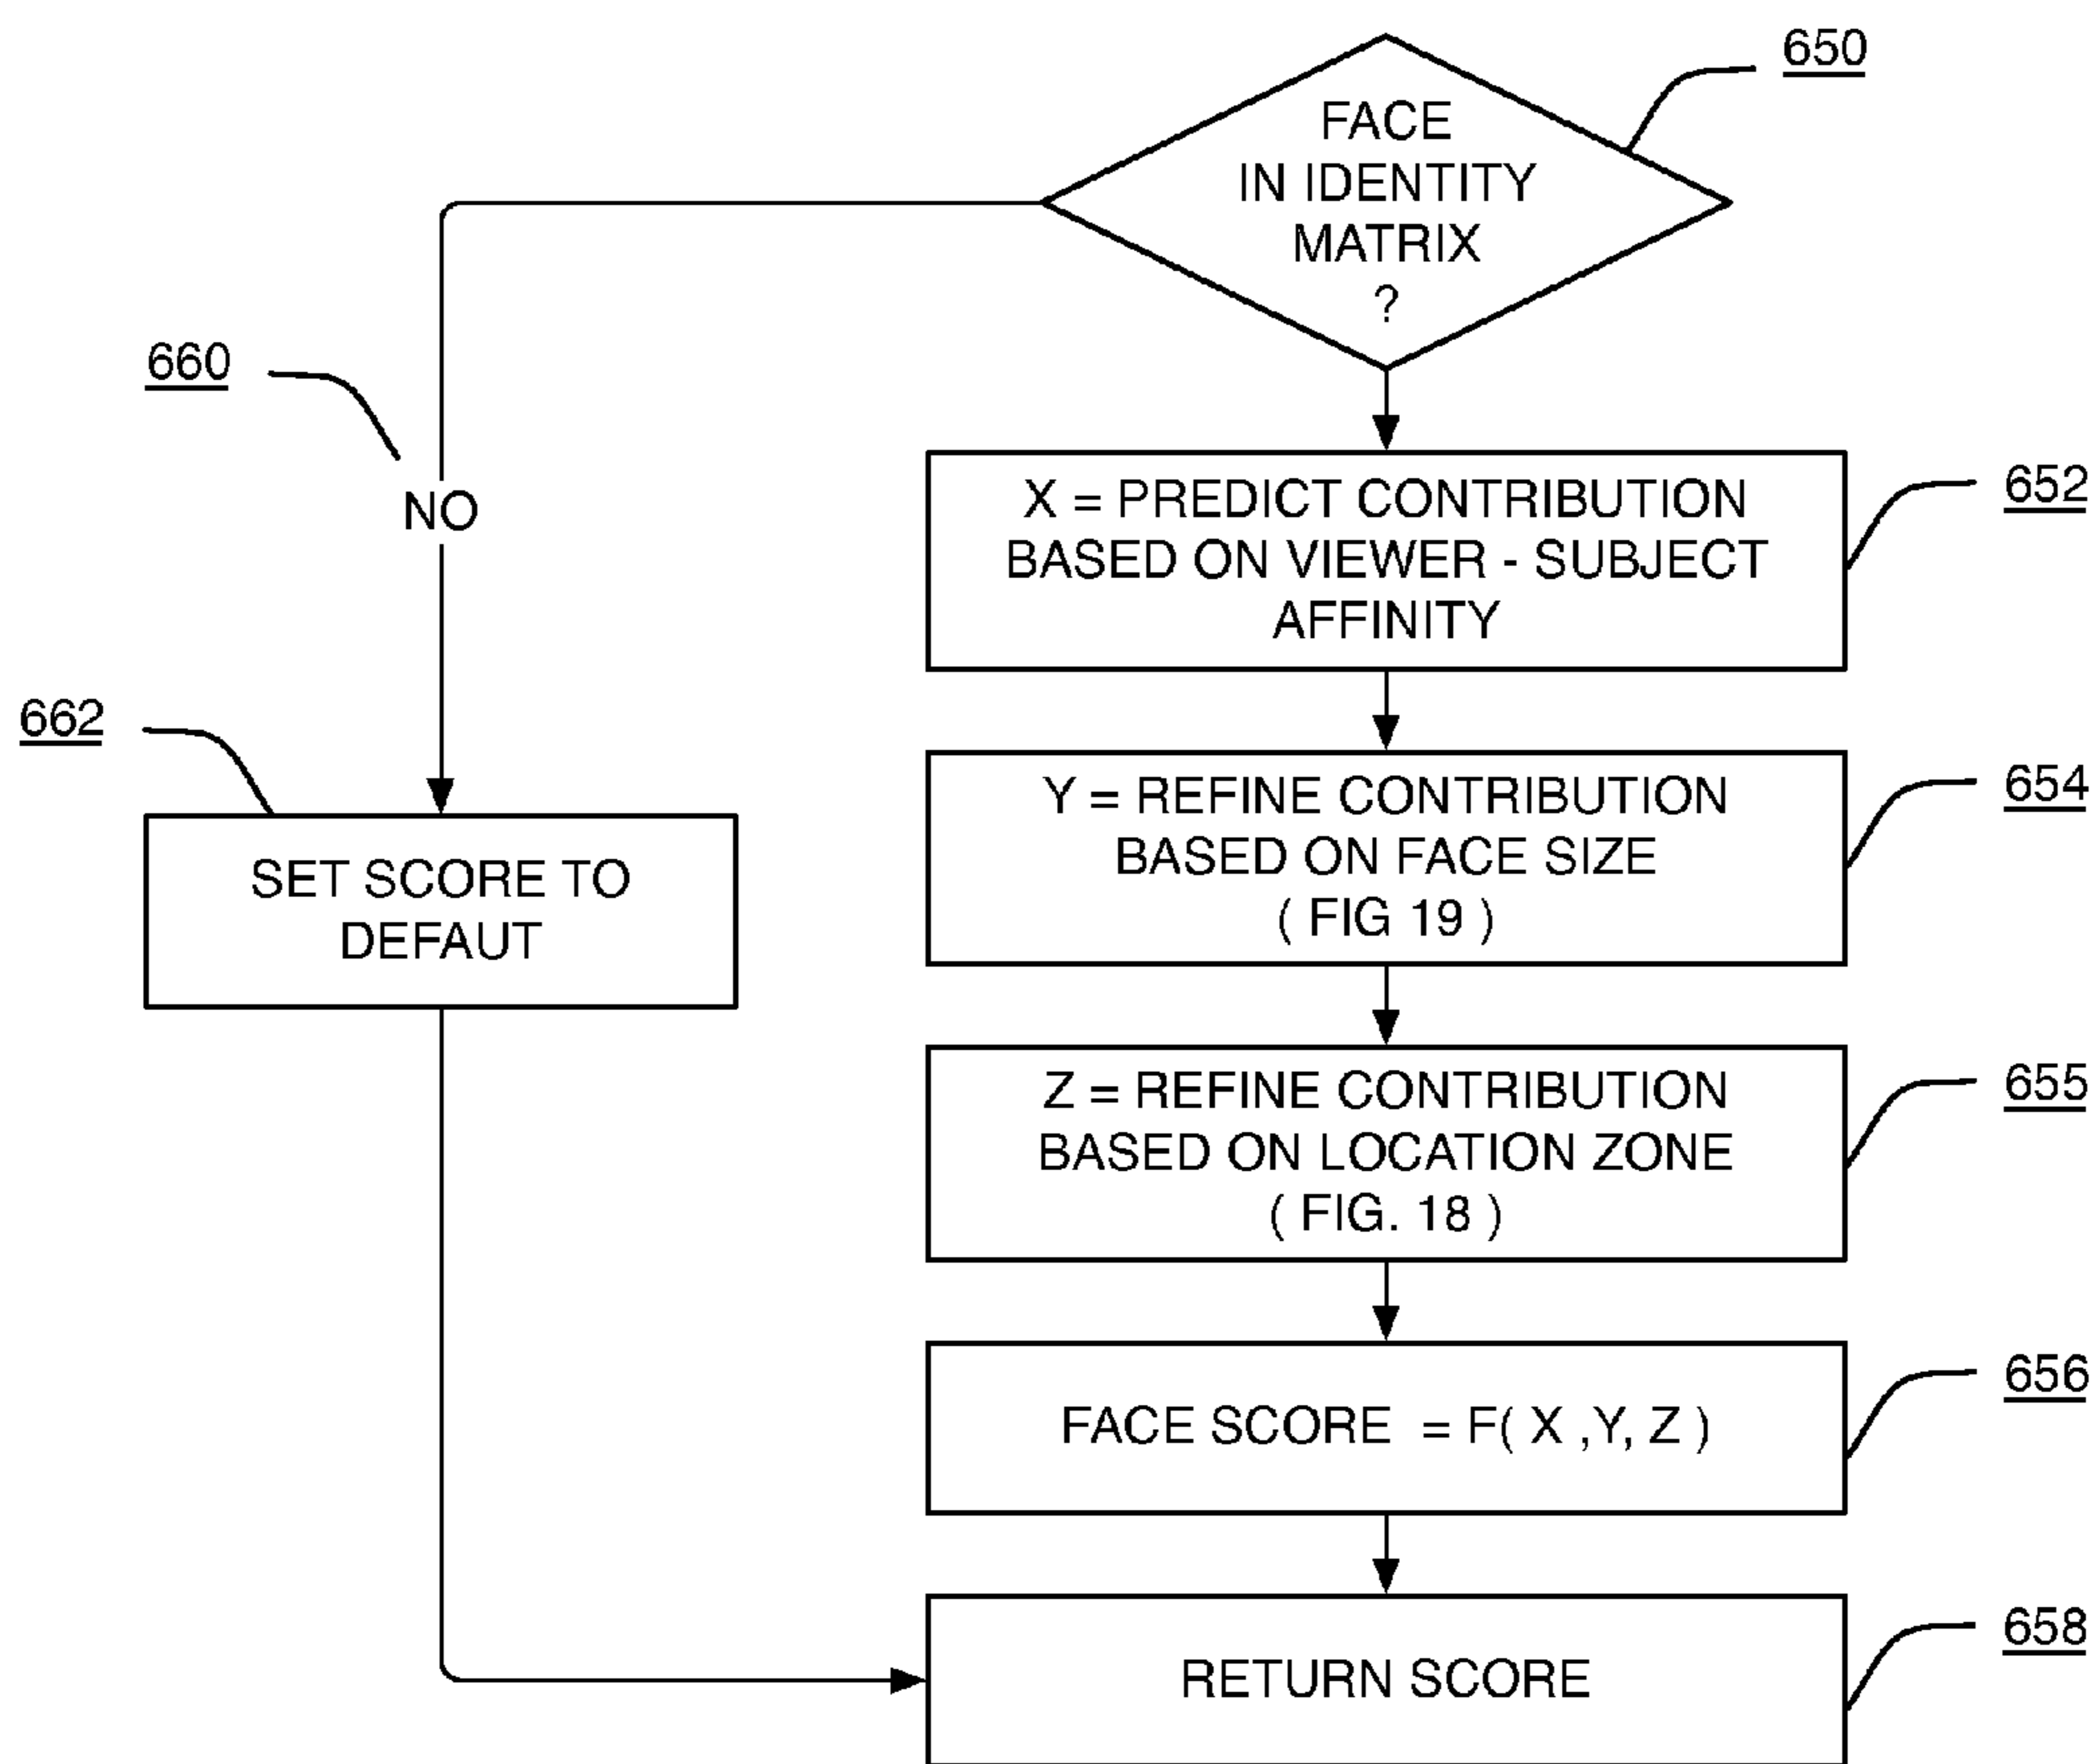 650
FACE
IN IDENTITY
MATRIX
?
660
NO
652
X = PREDICT CONTRIBUTION
BASED ON VIEWER - SUBJECT
AFFINITY
662
SET SCORE TO
DEFAUT
654
Y = REFINE CONTRIBUTION
BASED ON FACE SIZE
( FIG 19 )
655
Z = REFINE CONTRIBUTION
BASED ON LOCATION ZONE
( FIG. 18 )
656
FACE SCORE = F( X ,Y, Z )
658
RETURN SCORE